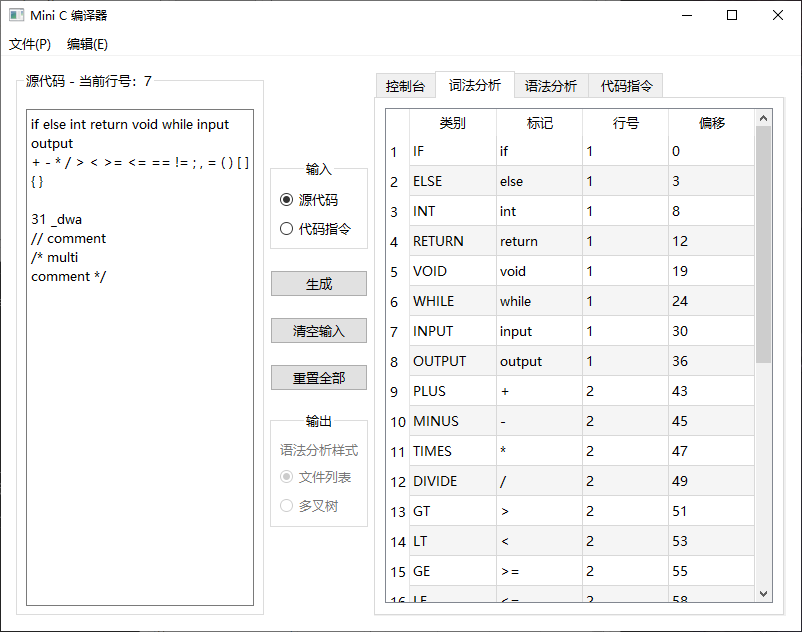 Mini C 编译器
文件(P) 编辑(E)
源代码 - 当前行号: 7
if else int return void while input
output
+ - * / > < >= <= == != ; , = ( ) [ ]
{ }
31 _dwa
// comment
/* multi
comment */
输入
源代码
代码指令
生成
清空输入
重置全部
输出
语法分析样式
文件列表
多叉树
控制台 词法分析 语法分析 代码指令
类别 标记 行号 偏移
1 IF if 1 0
2 ELSE else 1 3
3 INT int 1 8
4 RETURN return 1 12
5 VOID void 1 19
6 WHILE while 1 24
7 INPUT input 1 30
8 OUTPUT output 1 36
9 PLUS + 2 43
10 MINUS - 2 45
11 TIMES * 2 47
12 DIVIDE / 2 49
13 GT > 2 51
14 LT < 2 53
15 GE >= 2 55
16 LE <= 2 58